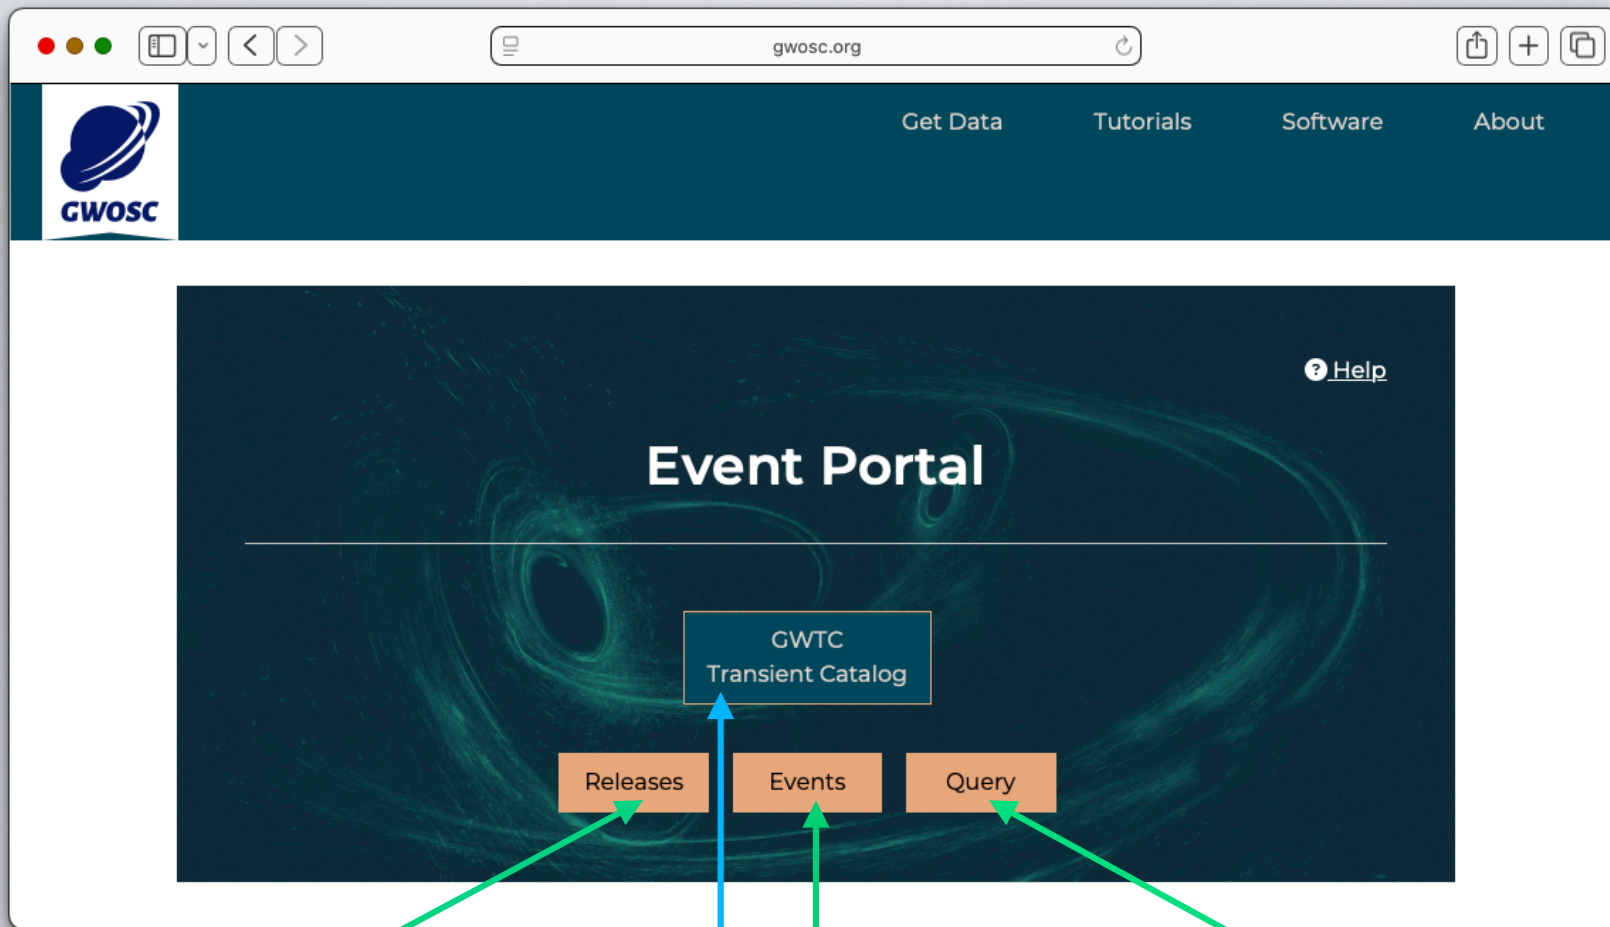 gwosc.org
Get Data Tutorials Software About
GWOSC
? Help
Event Portal
GWTC
Transient Catalog
Releases Events Query